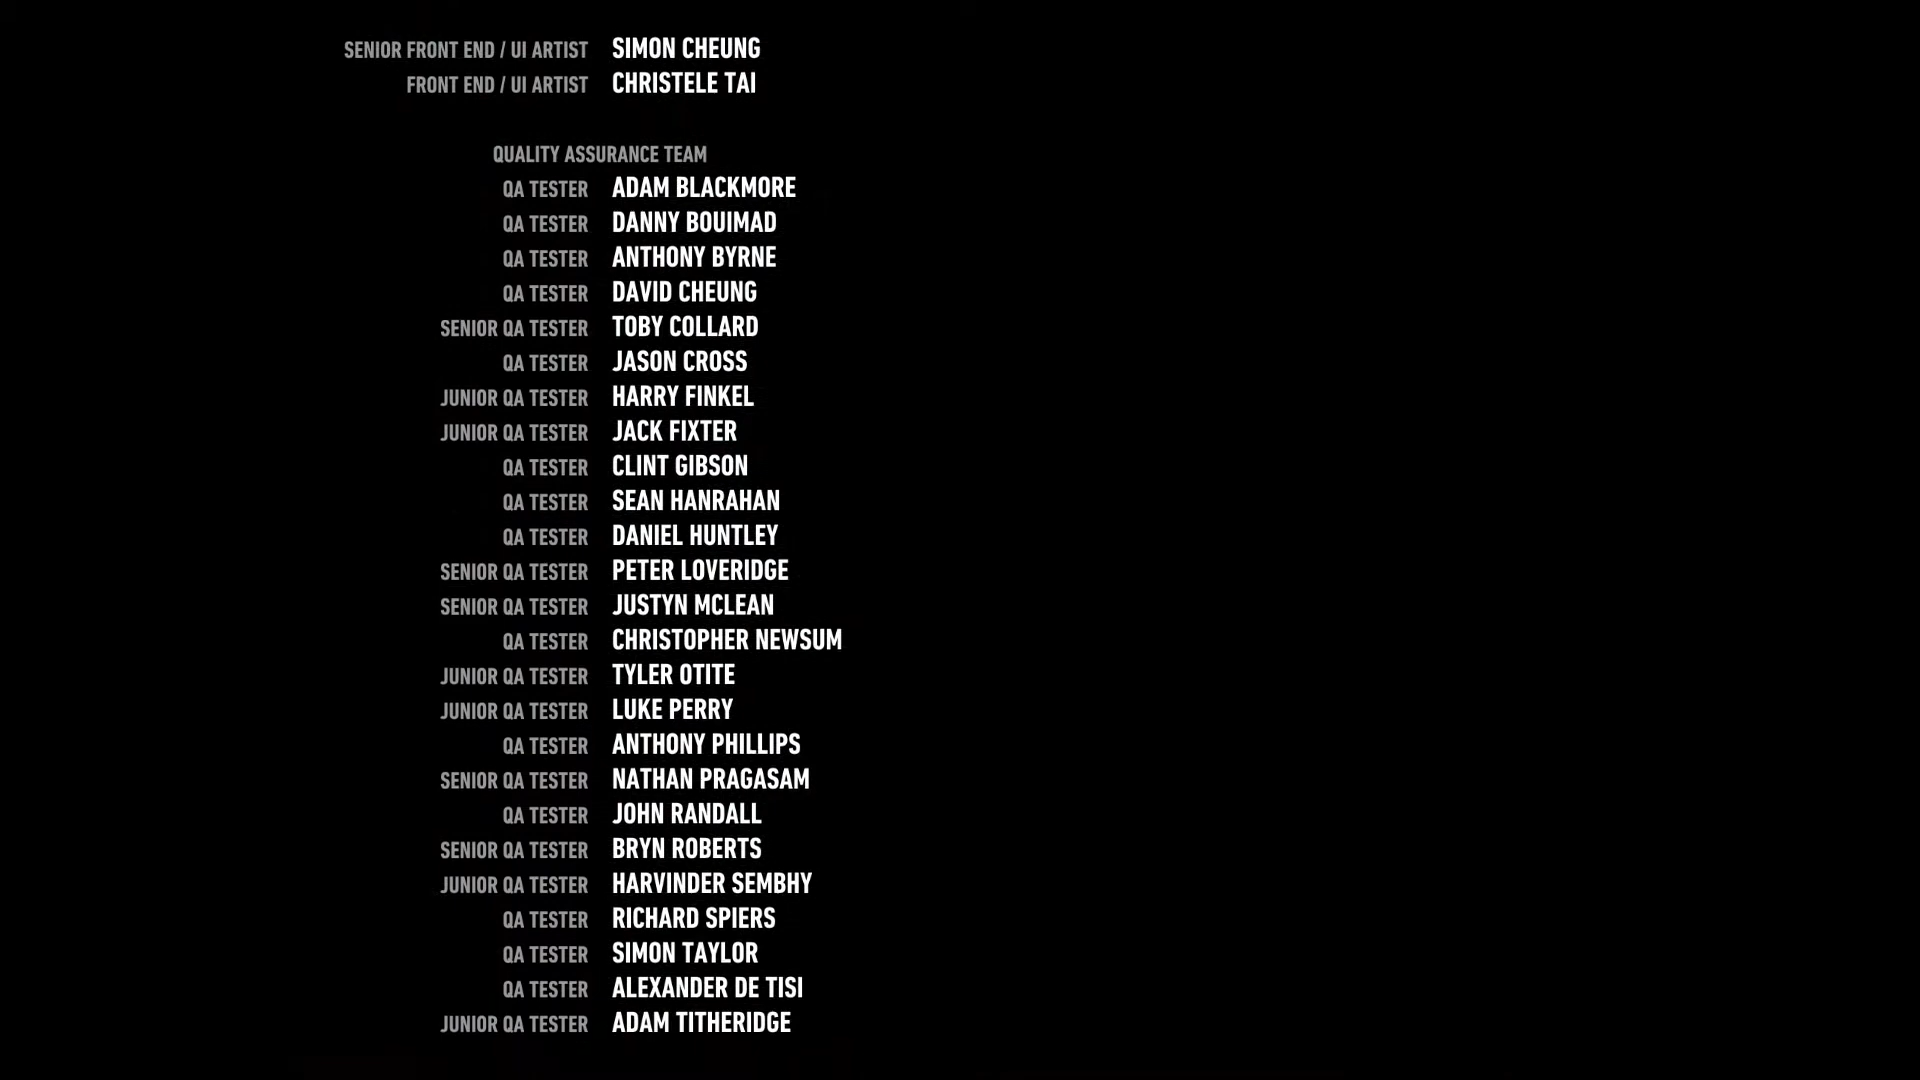 SENIOR FRONT END / UI ARTIST SIMON CHEUNG
FRONT END / UI ARTIST CHRISTELE TAI
QUALITY ASSURANCE TEAM
QA TESTER ADAM BLACKMORE
QA TESTER DANNY BOUIMAD
QA TESTER ANTHONY BYRNE
QA TESTER DAVID CHEUNG
SENIOR QA TESTER TOBY COLLARD
QA TESTER JASON CROSS
JUNIOR QA TESTER HARRY FINKEL
JUNIOR QA TESTER JACK FIXTER
QA TESTER CLINT GIBSON
QA TESTER SEAN HANRAHAN
QA TESTER DANIEL HUNTLEY
SENIOR QA TESTER PETER LOVERIDGE
SENIOR QA TESTER JUSTYN MCLEAN
QA TESTER CHRISTOPHER NEWSUM
JUNIOR QA TESTER TYLER OTITE
JUNIOR QA TESTER LUKE PERRY
QA TESTER ANTHONY PHILLIPS
SENIOR QA TESTER NATHAN PRAGASAM
QA TESTER JOHN RANDALL
SENIOR QA TESTER BRYN ROBERTS
JUNIOR QA TESTER HARVINDER SEMBHY
QA TESTER RICHARD SPIERS
QA TESTER SIMON TAYLOR
QA TESTER ALEXANDER DE TISI
JUNIOR QA TESTER ADAM TITHERIDGE